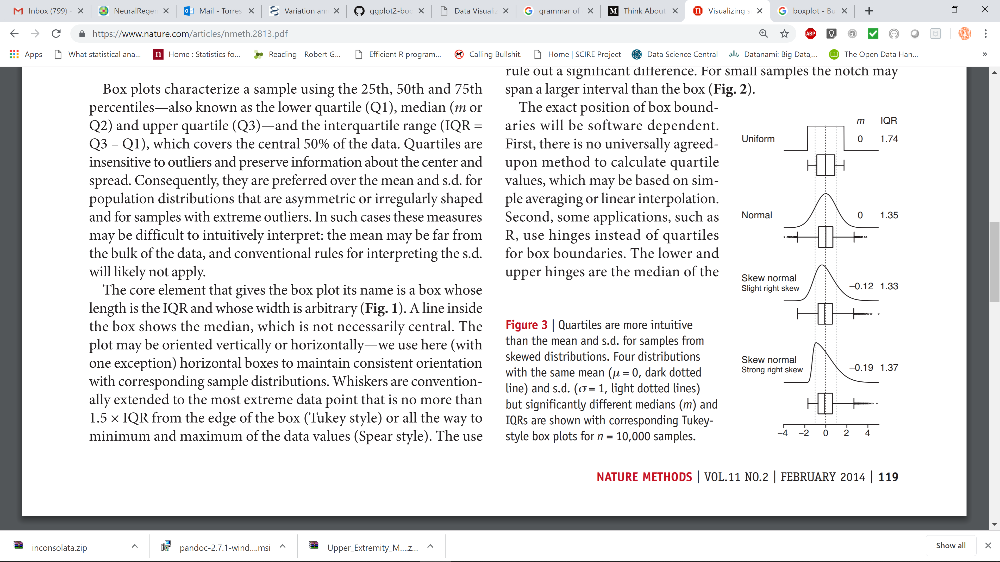 Inbox (799) -
NeuralRegen
Mail - Torres
Variation am
ggplot2-boo
Data Visualiz
grammar of
Think About
Visualizing s
boxplot - Bu
https://www.nature.com/articles/nmeth.2813.pdf
ABP
Apps
What statistical ana...
Home : Statistics fo...
Reading - Robert G...
Efficient R program...
Calling Bullshit.
Home | SCIRE Project
Data Science Central
Datanami: Big Data,...
The Open Data Han...
»
Box plots characterize a sample using the 25th, 50th and 75th
percentiles—also known as the lower quartile (Q1), median (m or
Q2) and upper quartile (Q3)—and the interquartile range (IQR =
Q3 – Q1), which covers the central 50% of the data. Quartiles are
insensitive to outliers and preserve information about the center and
spread. Consequently, they are preferred over the mean and s.d. for
population distributions that are asymmetric or irregularly shaped
and for samples with extreme outliers. In such cases these measures
may be difficult to intuitively interpret: the mean may be far from
the bulk of the data, and conventional rules for interpreting the s.d.
will likely not apply.
The core element that gives the box plot its name is a box whose
length is the IQR and whose width is arbitrary (Fig. 1). A line inside
the box shows the median, which is not necessarily central. The
plot may be oriented vertically or horizontally—we use here (with
one exception) horizontal boxes to maintain consistent orientation
with corresponding sample distributions. Whiskers are convention-
ally extended to the most extreme data point that is no more than
1.5 × IQR from the edge of the box (Tukey style) or all the way to
minimum and maximum of the data values (Spear style). The use
rule out a significant difference. For small samples the notch may
span a larger interval than the box (Fig. 2).
The exact position of box bound-
aries will be software dependent.
First, there is no universally agreed-
upon method to calculate quartile
values, which may be based on sim-
ple averaging or linear interpolation.
Second, some applications, such as
R, use hinges instead of quartiles
for box boundaries. The lower and
upper hinges are the median of the
Figure 3 | Quartiles are more intuitive
than the mean and s.d. for samples from
skewed distributions. Four distributions
with the same mean (μ = 0, dark dotted
line) and s.d. (σ = 1, light dotted lines)
but significantly different medians (m) and
IQRs are shown with corresponding Tukey-
style box plots for n = 10,000 samples.
m IQR
Uniform 0 1.74
Normal 0 1.35
Skew normal
Slight right skew –0.12 1.33
Skew normal
Strong right skew –0.19 1.37
–4 –2 0 2 4
NATURE METHODS | VOL.11 NO.2 | FEBRUARY 2014 | 119
inconsolata.zip
pandoc-2.7.1-wind....msi
Upper_Extremity_M....z...
Show all